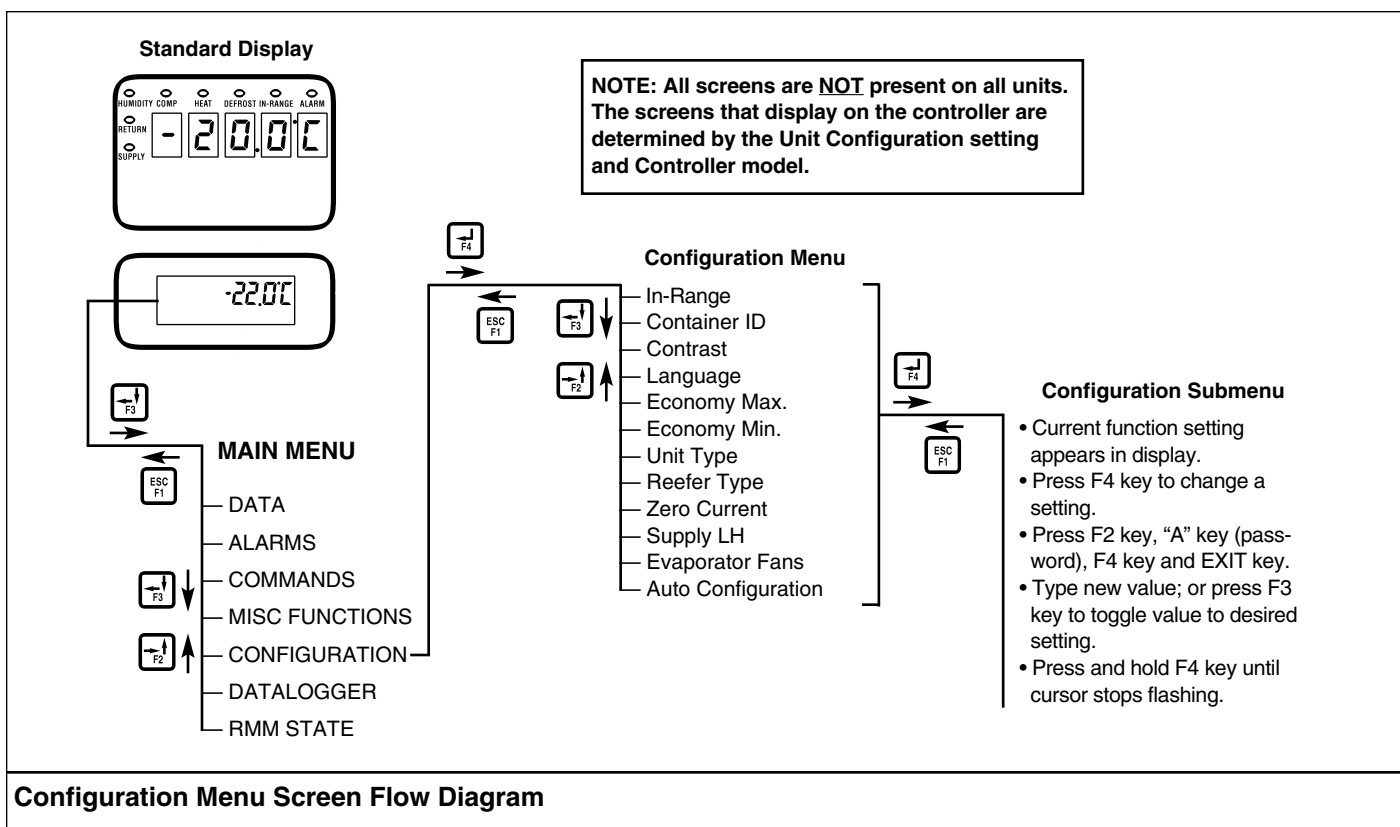 Standard Display
HUMIDITY COMP HEAT DEFROST IN-RANGE ALARM
RETURN
SUPPLY
-20.0°C
NOTE: All screens are NOT present on all units.
The screens that display on the controller are
determined by the Unit Configuration setting
and Controller model.
-22.0°C
F3
ESC
F1
MAIN MENU
DATA
ALARMS
COMMANDS
MISC FUNCTIONS
CONFIGURATION
DATALOGGER
RMM STATE
F3
F2
F4
ESC
F1
Configuration Menu
In-Range
Container ID
Contrast
Language
Economy Max.
Economy Min.
Unit Type
Reefer Type
Zero Current
Supply LH
Evaporator Fans
Auto Configuration
F3
F2
F4
ESC
F1
Configuration Submenu
• Current function setting
appears in display.
• Press F4 key to change a
setting.
• Press F2 key, “A” key (pass-
word), F4 key and EXIT key.
• Type new value; or press F3
key to toggle value to desired
setting.
• Press and hold F4 key until
cursor stops flashing.
Configuration Menu Screen Flow Diagram